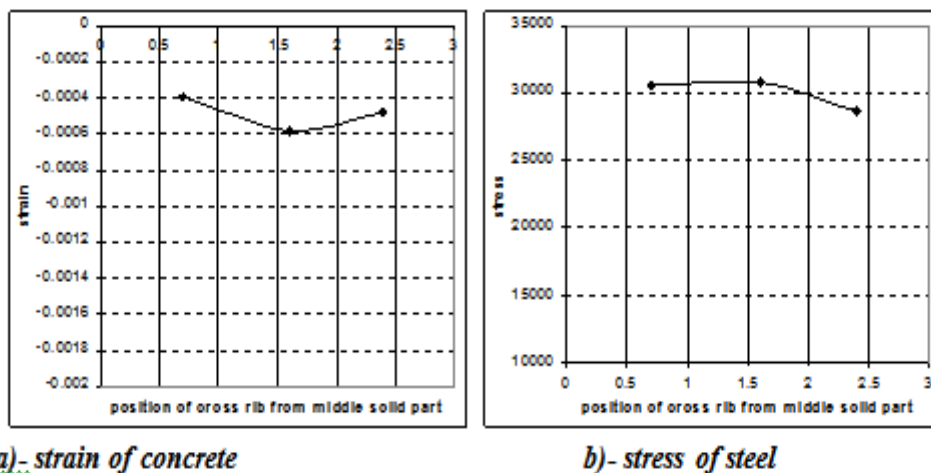 0
0 0.5 1 1.5 2 2.5 3
-0.0002
-0.0004
-0.0006
-0.0008
-0.001
-0.0012
-0.0014
-0.0016
-0.0018
-0.002
strain
position of cross rib from middle solid part
35000
30000
25000
20000
15000
10000
0 0.5 1 1.5 2 2.5 3
stress
position of cross rib from middle solid part
a)- strain of concrete
b)- stress of steel